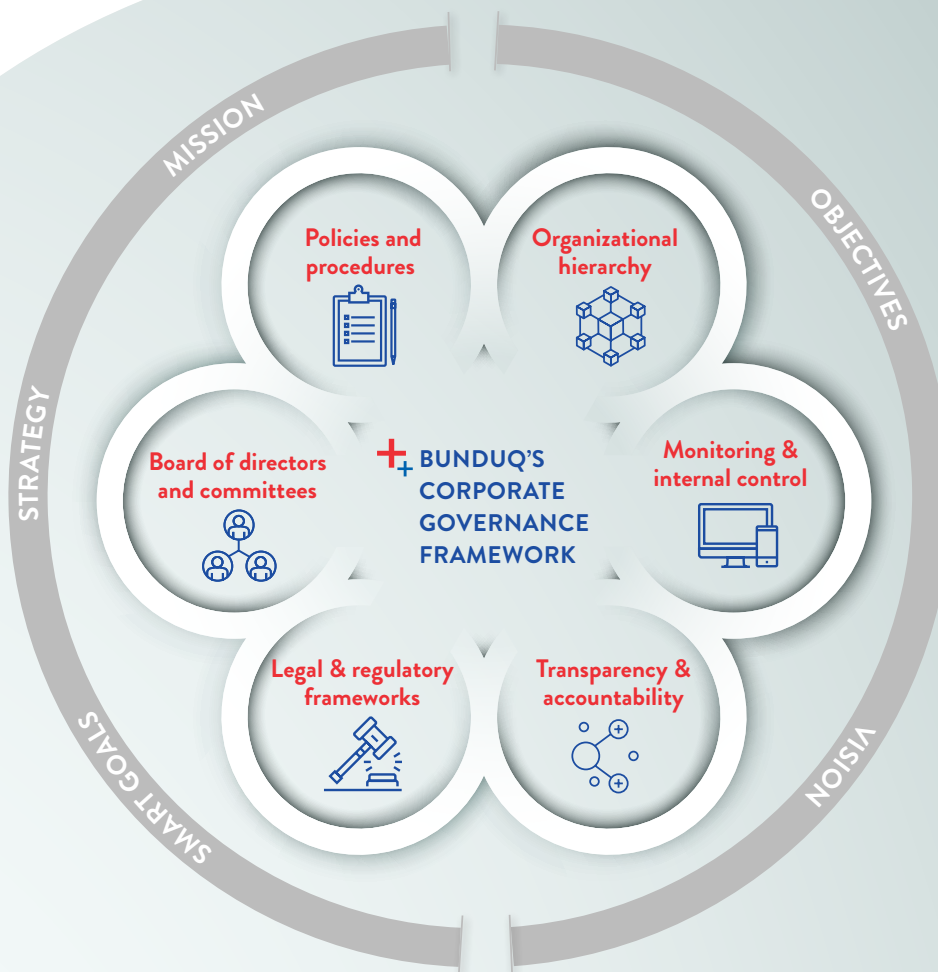 MISSION
OBJECTIVES
STRATEGY
SMART GOALS
VISION
Policies and
procedures
Organizational
hierarchy
Board of directors
and committees
BUNDUQ’S
CORPORATE
GOVERNANCE
FRAMEWORK
Monitoring &
internal control
Legal & regulatory
frameworks
Transparency &
accountability